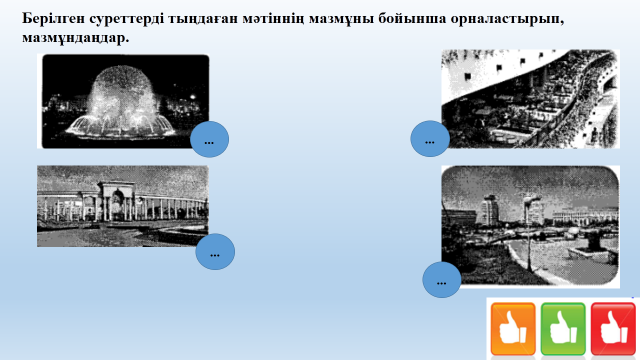 Берілген суреттерді тыңдаған мәтіннің мазмұны бойынша орналастырып,
мазмұндаңдар.
...
...
...
...